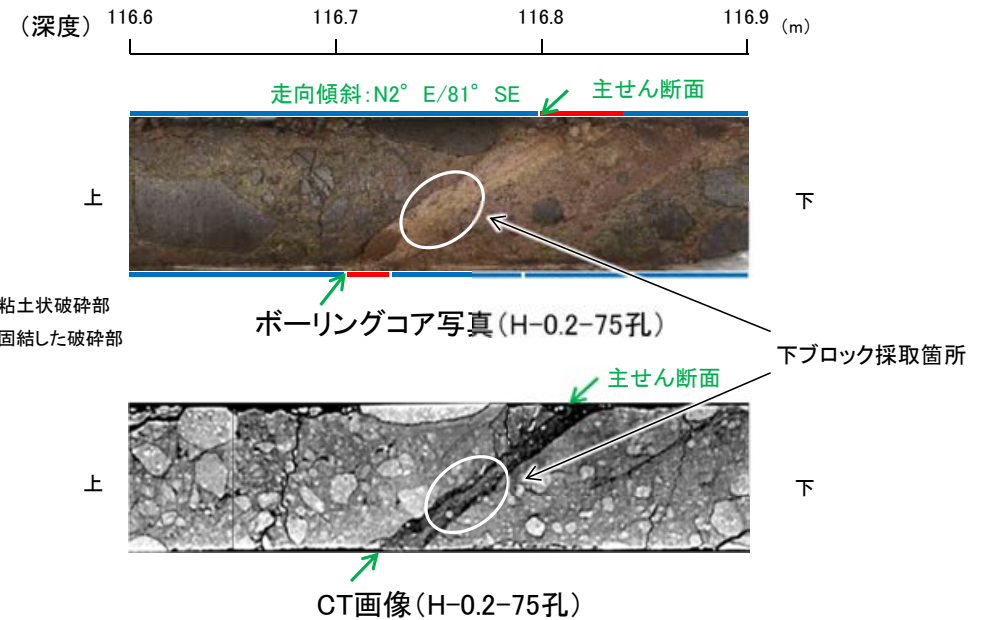 116.6 116.7 116.8 116.9 (m)
(深度)
走向傾斜:N2° E/81° SE
主せん断面
上
下
粘土状破砕部
固結した破砕部
ボーリングコア写真(H-0.2-75孔)
下ブロック採取箇所
主せん断面
上
下
CT画像(H-0.2-75孔)